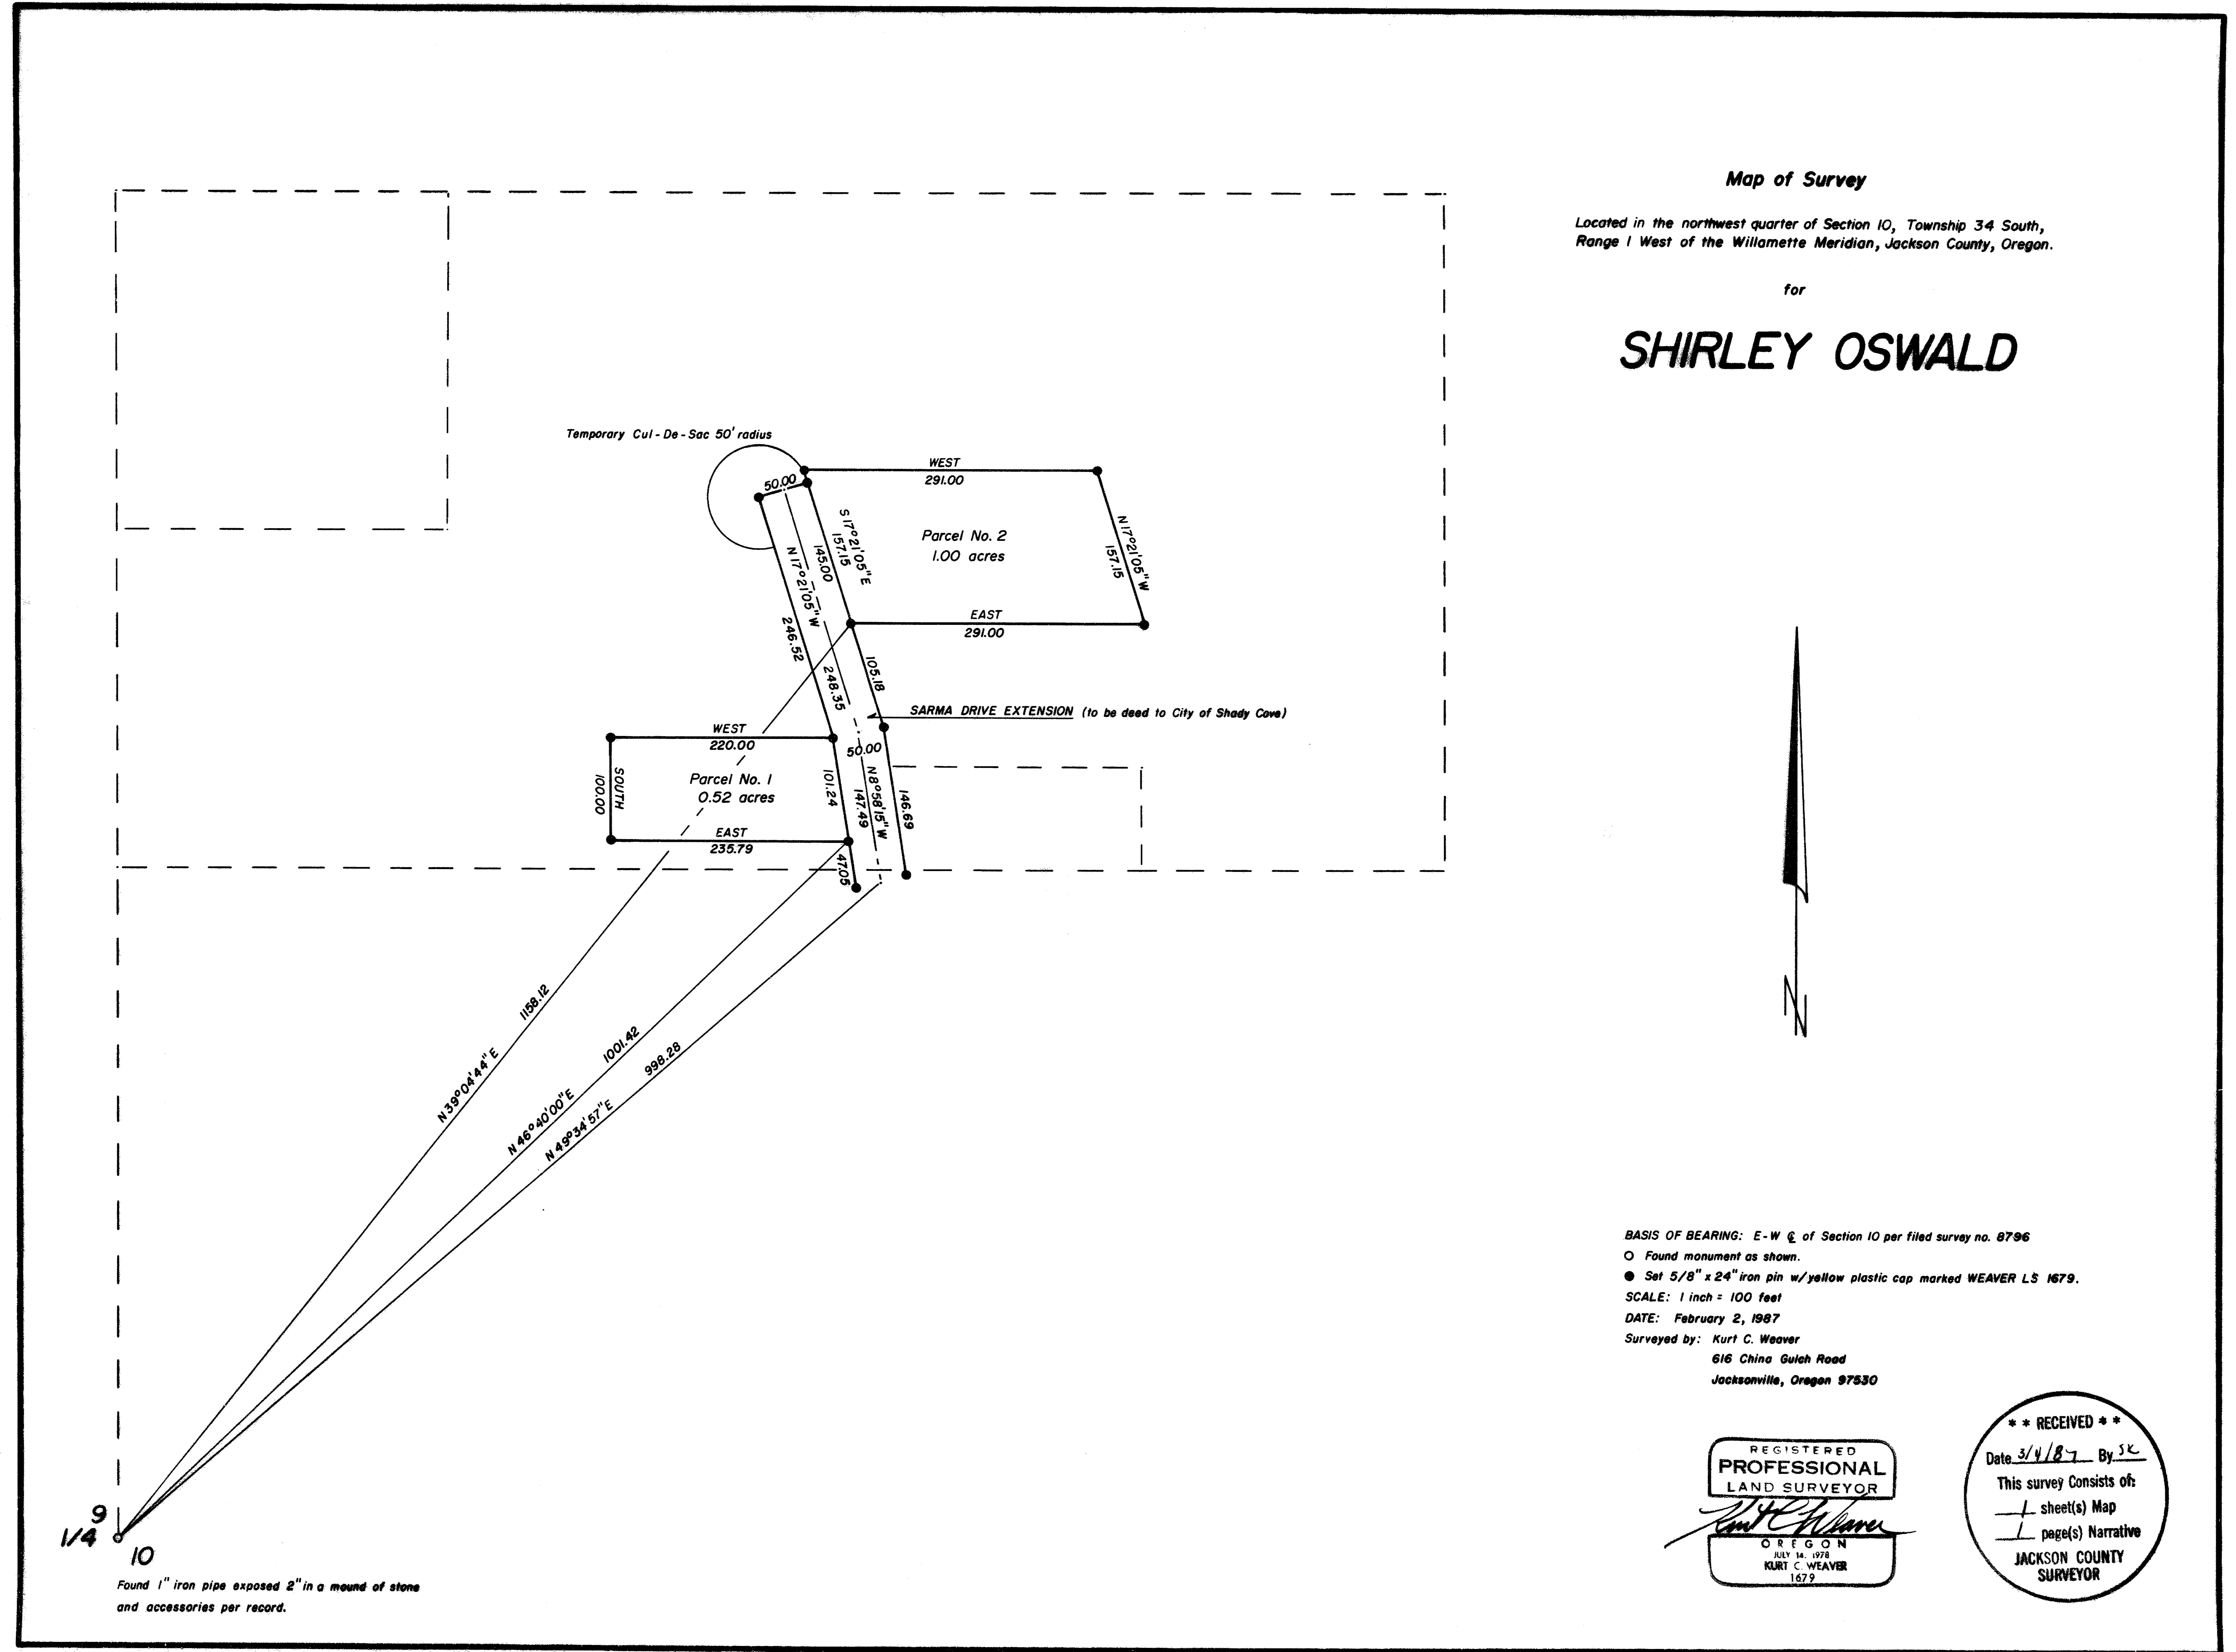 Map of Survey
Located in the northwest quarter of Section 10, Township 34 South,
Range 1 West of the Willamette Meridian, Jackson County, Oregon.
for
SHIRLEY OSWALD
Temporary Cul-De-Sac 50' radius
50.00
WEST
291.00
S 17°21'05" E
157.15
145.00
Parcel No. 2
1.00 acres
N 17°21'05" W
157.15
N 17°21'05" W
246.52
248.35
EAST
291.00
105.18
SARMA DRIVE EXTENSION (to be deed to City of Shady Cove)
WEST
220.00
50.00
SOUTH
100.00
Parcel No. 1
0.52 acres
101.24
N 8°58'15" W
147.49
146.69
EAST
235.79
47.05
N 39°04'44" E
1158.12
N 46°40'00" E
1001.42
N 49°34'57" E
998.28
N
9
1/4
10
Found 1" iron pipe exposed 2" in a mound of stone
and accessories per record.
BASIS OF BEARING: E-W ℄ of Section 10 per filed survey no. 8796
O Found monument as shown.
● Set 5/8" x 24" iron pin w/yellow plastic cap marked WEAVER LS 1679.
SCALE: 1 inch = 100 feet
DATE: February 2, 1987
Surveyed by: Kurt C. Weaver
616 China Gulch Road
Jacksonville, Oregon 97530
REGISTERED
PROFESSIONAL
LAND SURVEYOR
Kurt C Weaver
OREGON
JULY 14, 1978
KURT C. WEAVER
1679
* * RECEIVED * *
Date 3/4/87 By SK
This survey Consists of:
1 sheet(s) Map
1 page(s) Narrative
JACKSON COUNTY
SURVEYOR